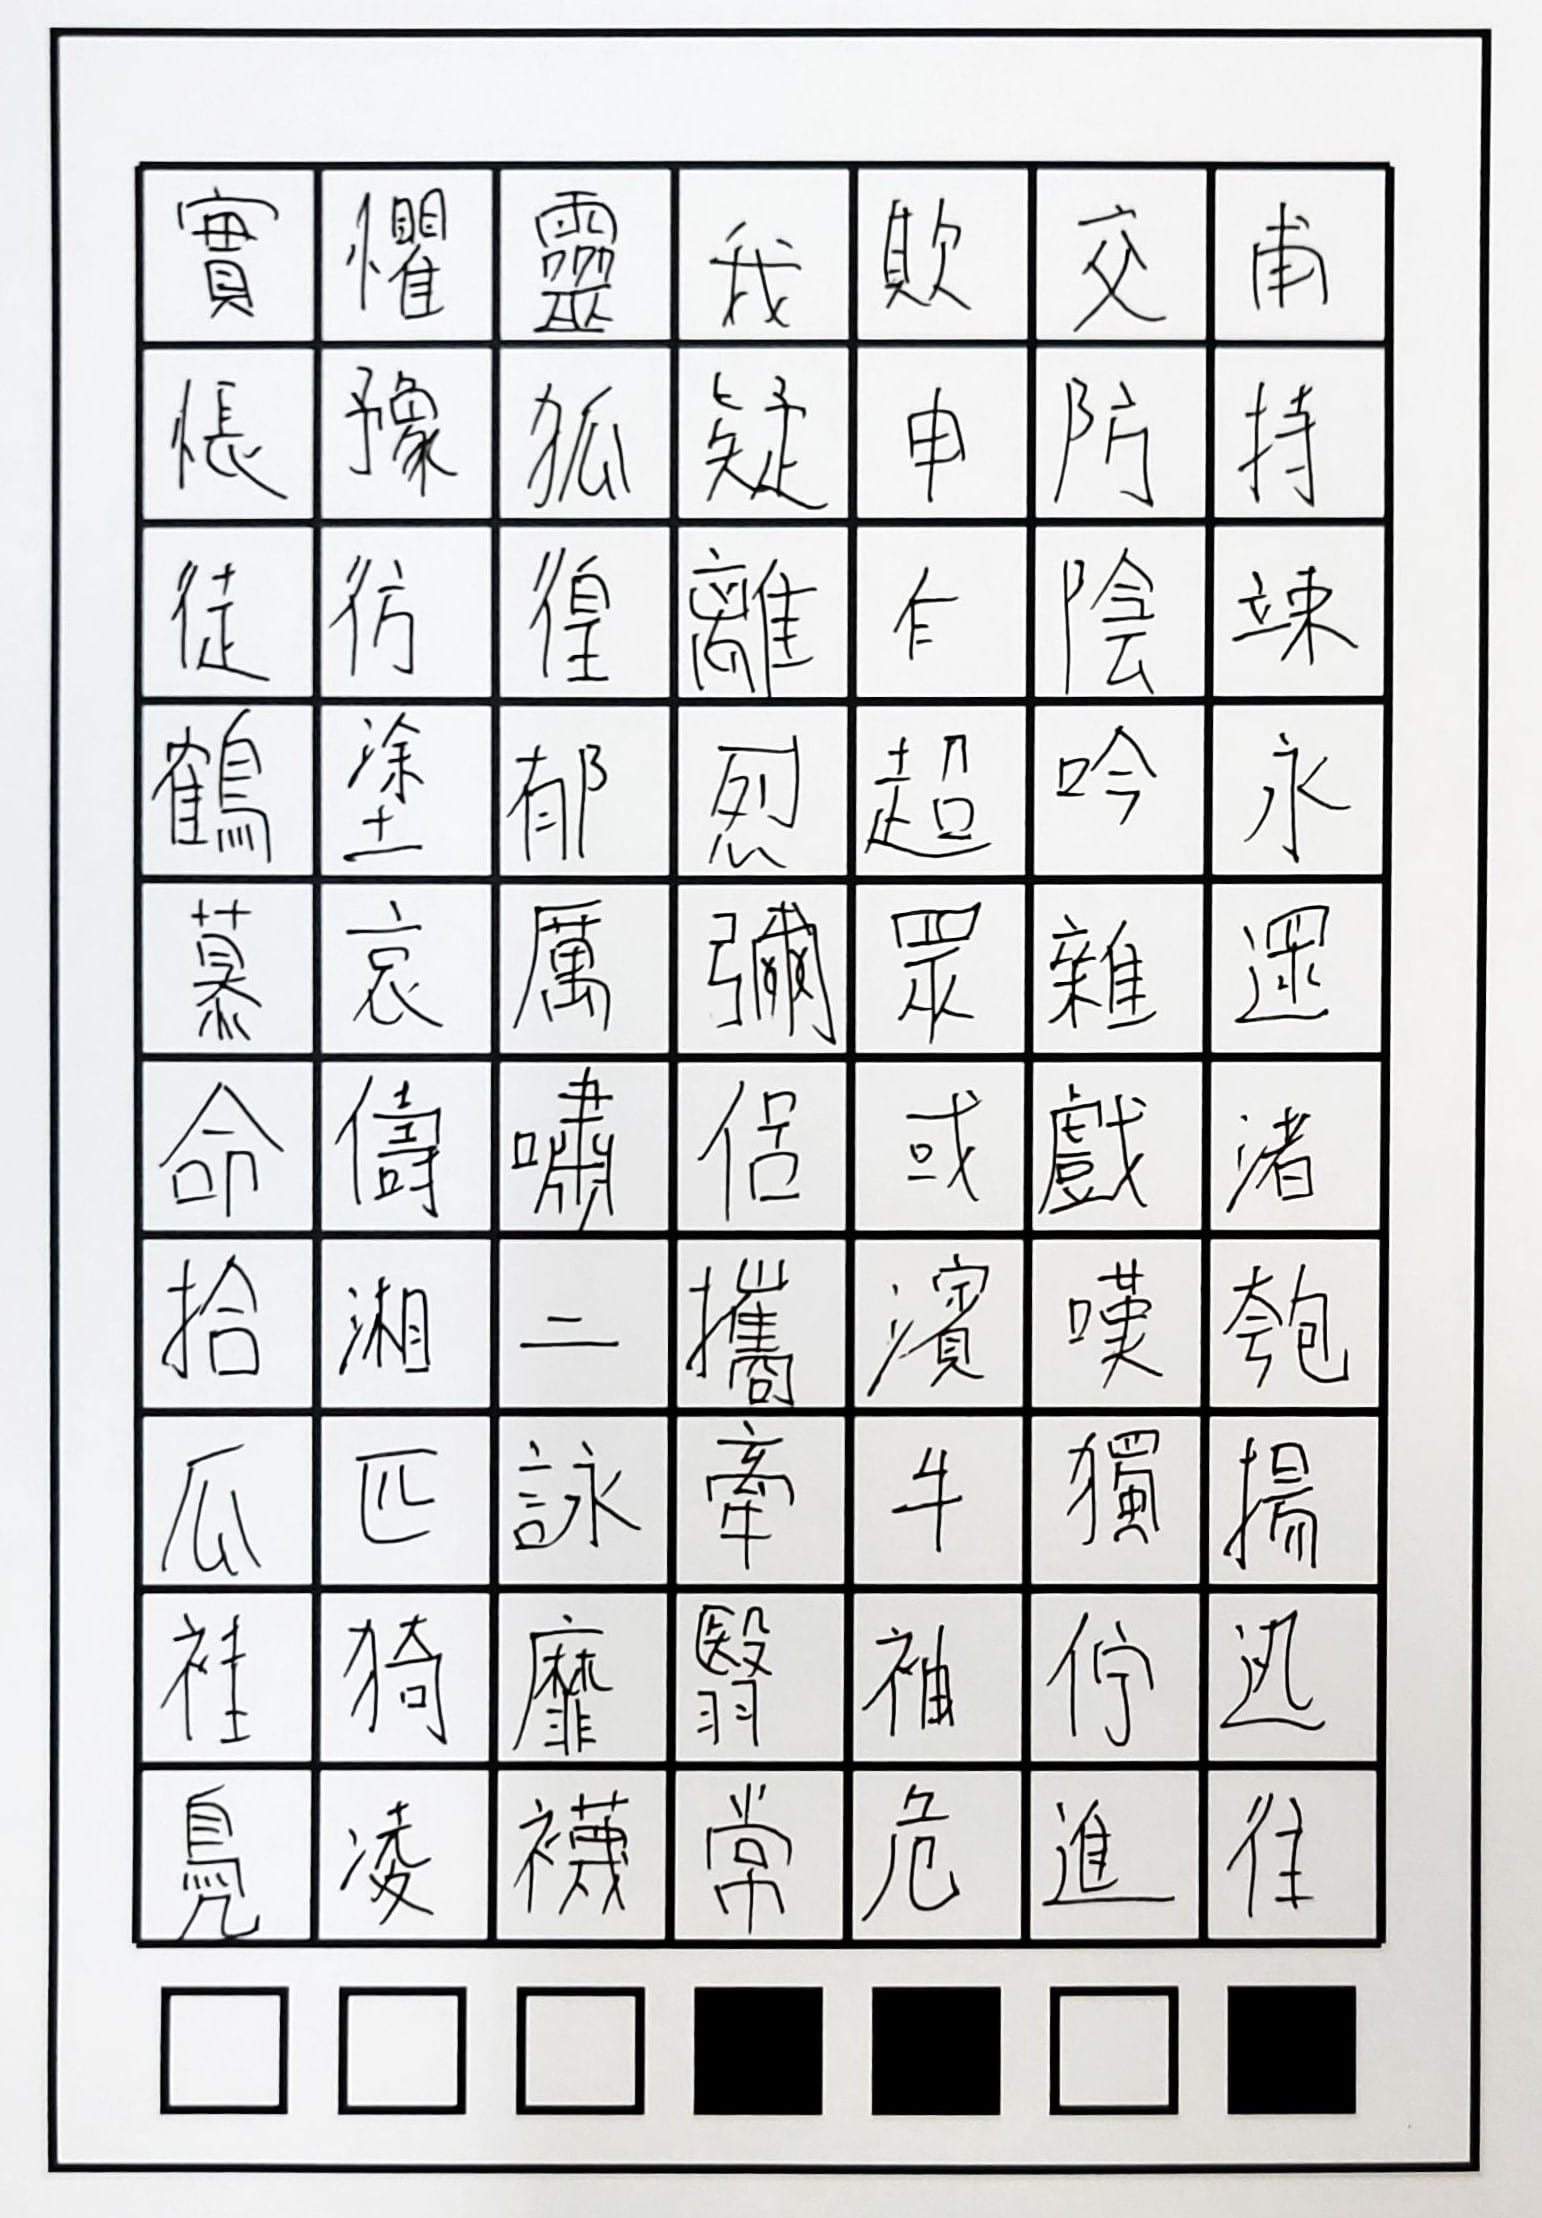 實懼靈我欺交甫
悵豫狐疑申防持
徒彷徨離乍陰竦
鶴塗郁烈超吟永
慕哀厲彌眾雜遝
命儔嘯侶或戲渚
拾湘二攜濱嘆匏
瓜匹詠牽牛獨揚
袿猗靡翳袖佇迅
鳧凌襪常危進往